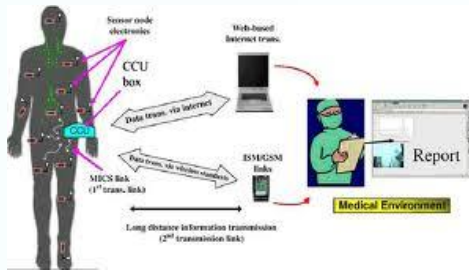 Sensor node
electronics
CCU
box
CCU
MICS link
(1st trans. link)
Web-based
Internet trans.
Data trans. via internet
Data trans. via wireless standards
ISM/GSM
links
Long distance information transmission
(2nd transmission link)
Report
Medical Environment